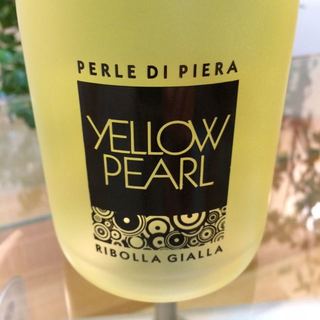 PERLE DI PIERA
YELLOW
PEARL
RIBOLLA GIALLA